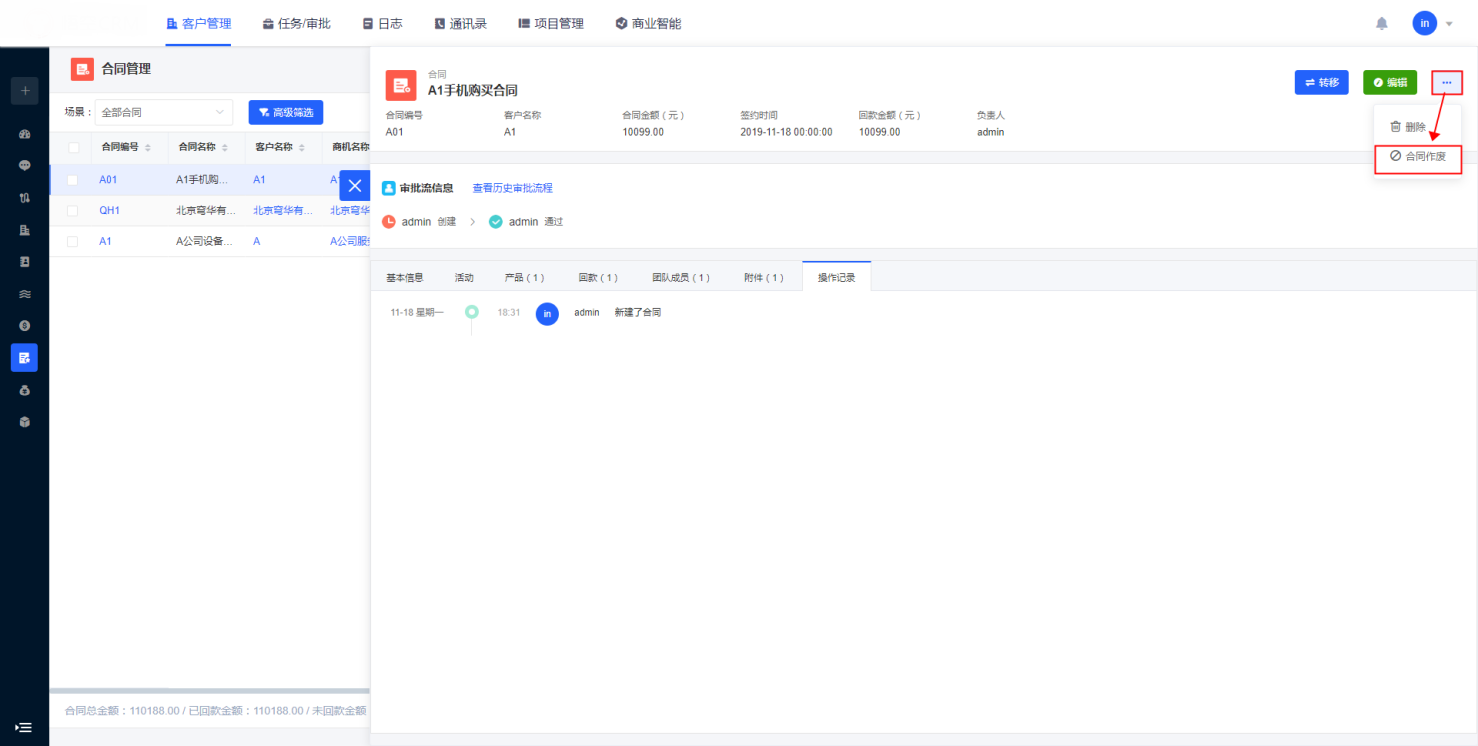 客户管理 任务/审批 日志 通讯录 项目管理 商业智能 in
合同管理
场景： 全部合同 高级筛选
合同编号 合同名称 客户名称 商机名称
A01 A1手机购... A1
QH1 北京穹华有... 北京穹华有... 北京穹华
A1 A公司设备... A A公司服务
合同总金额：110188.00 / 已回款金额：110188.00 / 未回款金额
合同
A1手机购买合同
转移 编辑 ...
删除
合同作废
合同编号 客户名称 合同金额（元） 签约时间 回款金额（元） 负责人
A01 A1 10099.00 2019-11-18 00:00:00 10099.00 admin
审批流信息 查看历史审批流程
admin 创建 > admin 通过
基本信息 活动 产品（1） 回款（1） 团队成员（1） 附件（1） 操作记录
11-18 星期一 18:31 in admin 新建了合同